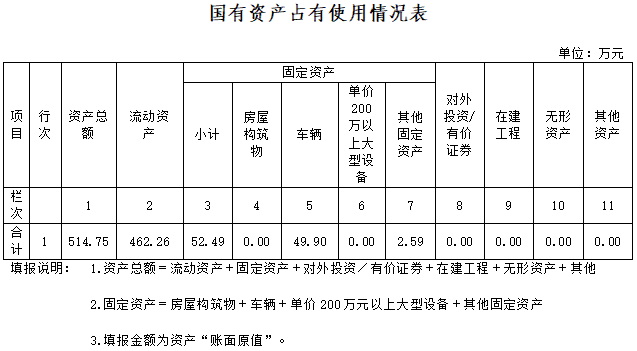 国有资产占有使用情况表
单位：万元
项目 行次 资产总额 流动资产 固定资产 对外投资/有价证券 在建工程 无形资产 其他资产
小计 房屋构筑物 车辆 单价200万以上大型设备 其他固定资产
栏次 1 2 3 4 5 6 7 8 9 10 11
合计 1 514.75 462.26 52.49 0.00 49.90 0.00 2.59 0.00 0.00 0.00 0.00
填报说明： 1.资产总额＝流动资产＋固定资产＋对外投资／有价证券＋在建工程＋无形资产＋其他
2.固定资产＝房屋构筑物＋车辆＋单价200万元以上大型设备＋其他固定资产
3.填报金额为资产“账面原值”。